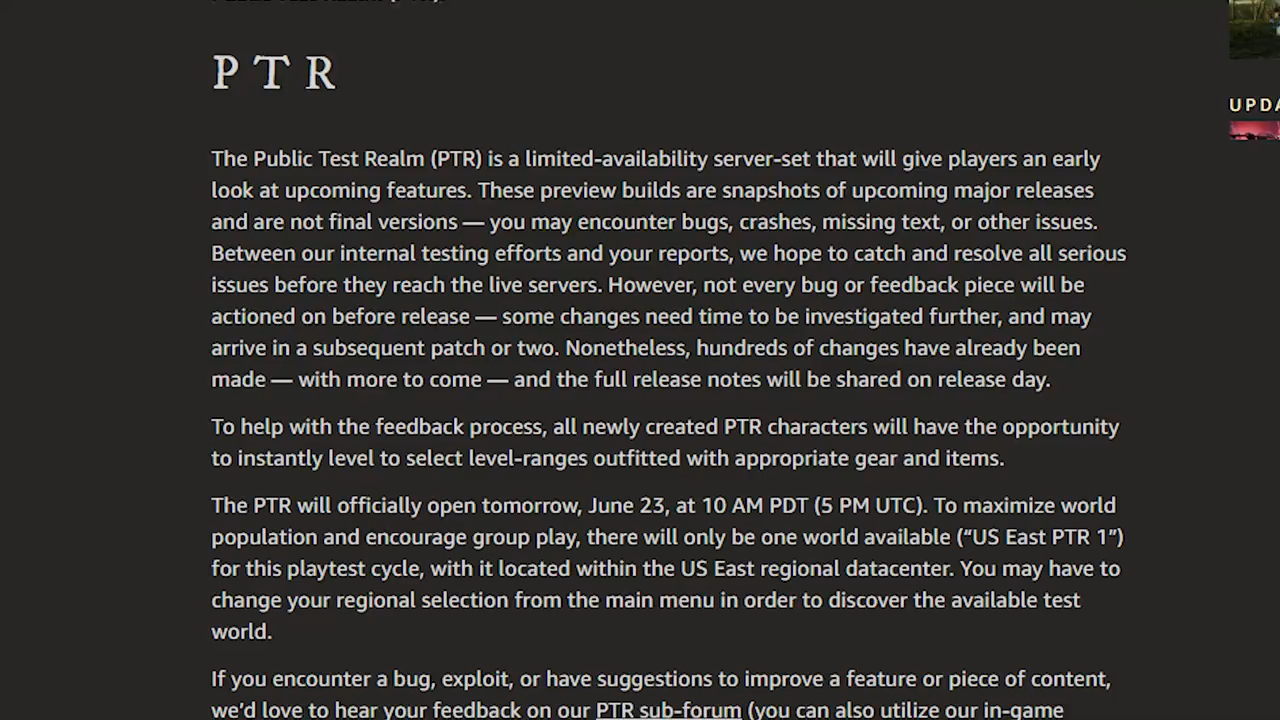 P T R
UPDA
The Public Test Realm (PTR) is a limited-availability server-set that will give players an early
look at upcoming features. These preview builds are snapshots of upcoming major releases
and are not final versions — you may encounter bugs, crashes, missing text, or other issues.
Between our internal testing efforts and your reports, we hope to catch and resolve all serious
issues before they reach the live servers. However, not every bug or feedback piece will be
actioned on before release — some changes need time to be investigated further, and may
arrive in a subsequent patch or two. Nonetheless, hundreds of changes have already been
made — with more to come — and the full release notes will be shared on release day.
To help with the feedback process, all newly created PTR characters will have the opportunity
to instantly level to select level-ranges outfitted with appropriate gear and items.
The PTR will officially open tomorrow, June 23, at 10 AM PDT (5 PM UTC). To maximize world
population and encourage group play, there will only be one world available (“US East PTR 1”)
for this playtest cycle, with it located within the US East regional datacenter. You may have to
change your regional selection from the main menu in order to discover the available test
world.
If you encounter a bug, exploit, or have suggestions to improve a feature or piece of content,
we’d love to hear your feedback on our PTR sub-forum (you can also utilize our in-game